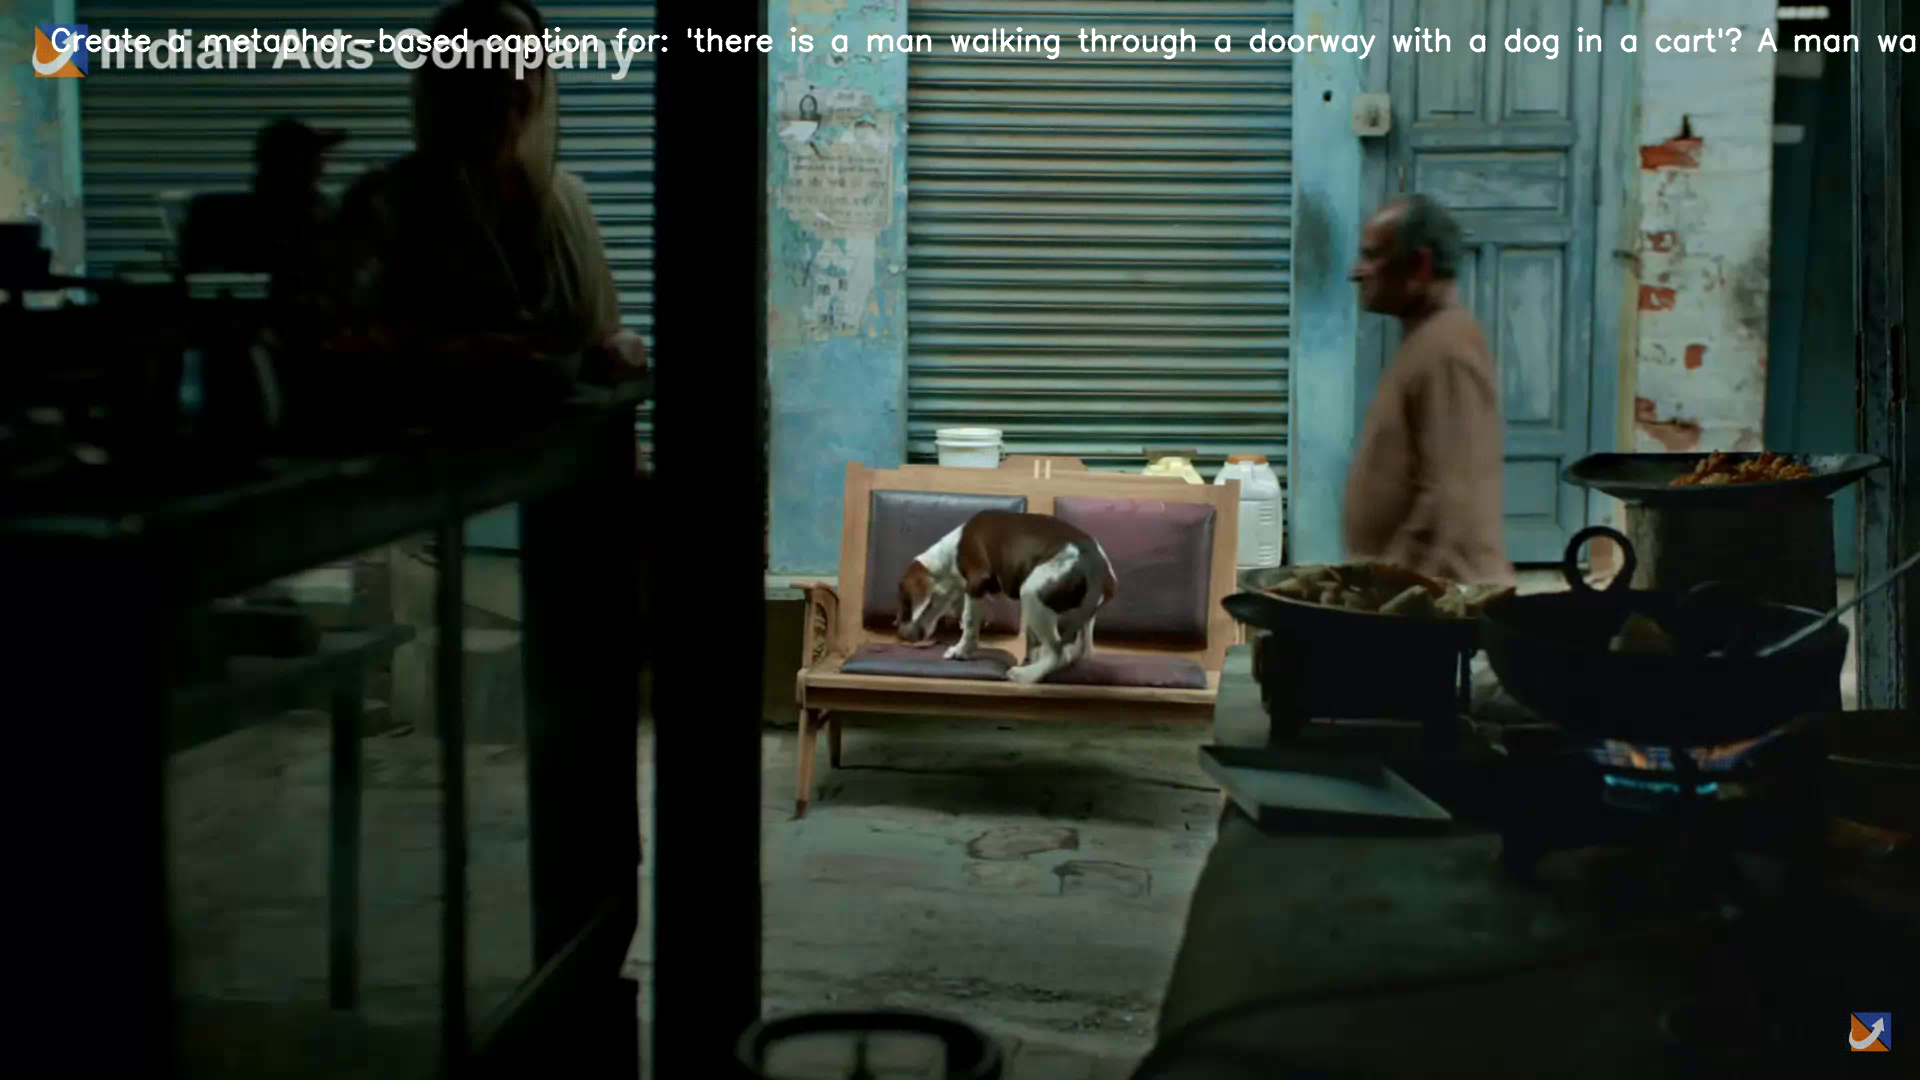 Create a metaphor-based caption for: 'there is a man walking through a doorway with a dog in a cart'? A man wa
Indian Ads Company